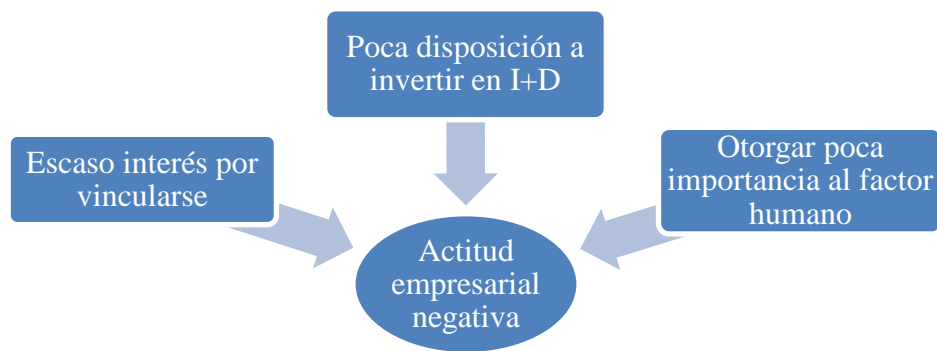 Poca disposición a
invertir en I+D
Escaso interés por
vincularse
Otorgar poca
importancia al factor
humano
Actitud
empresarial
negativa